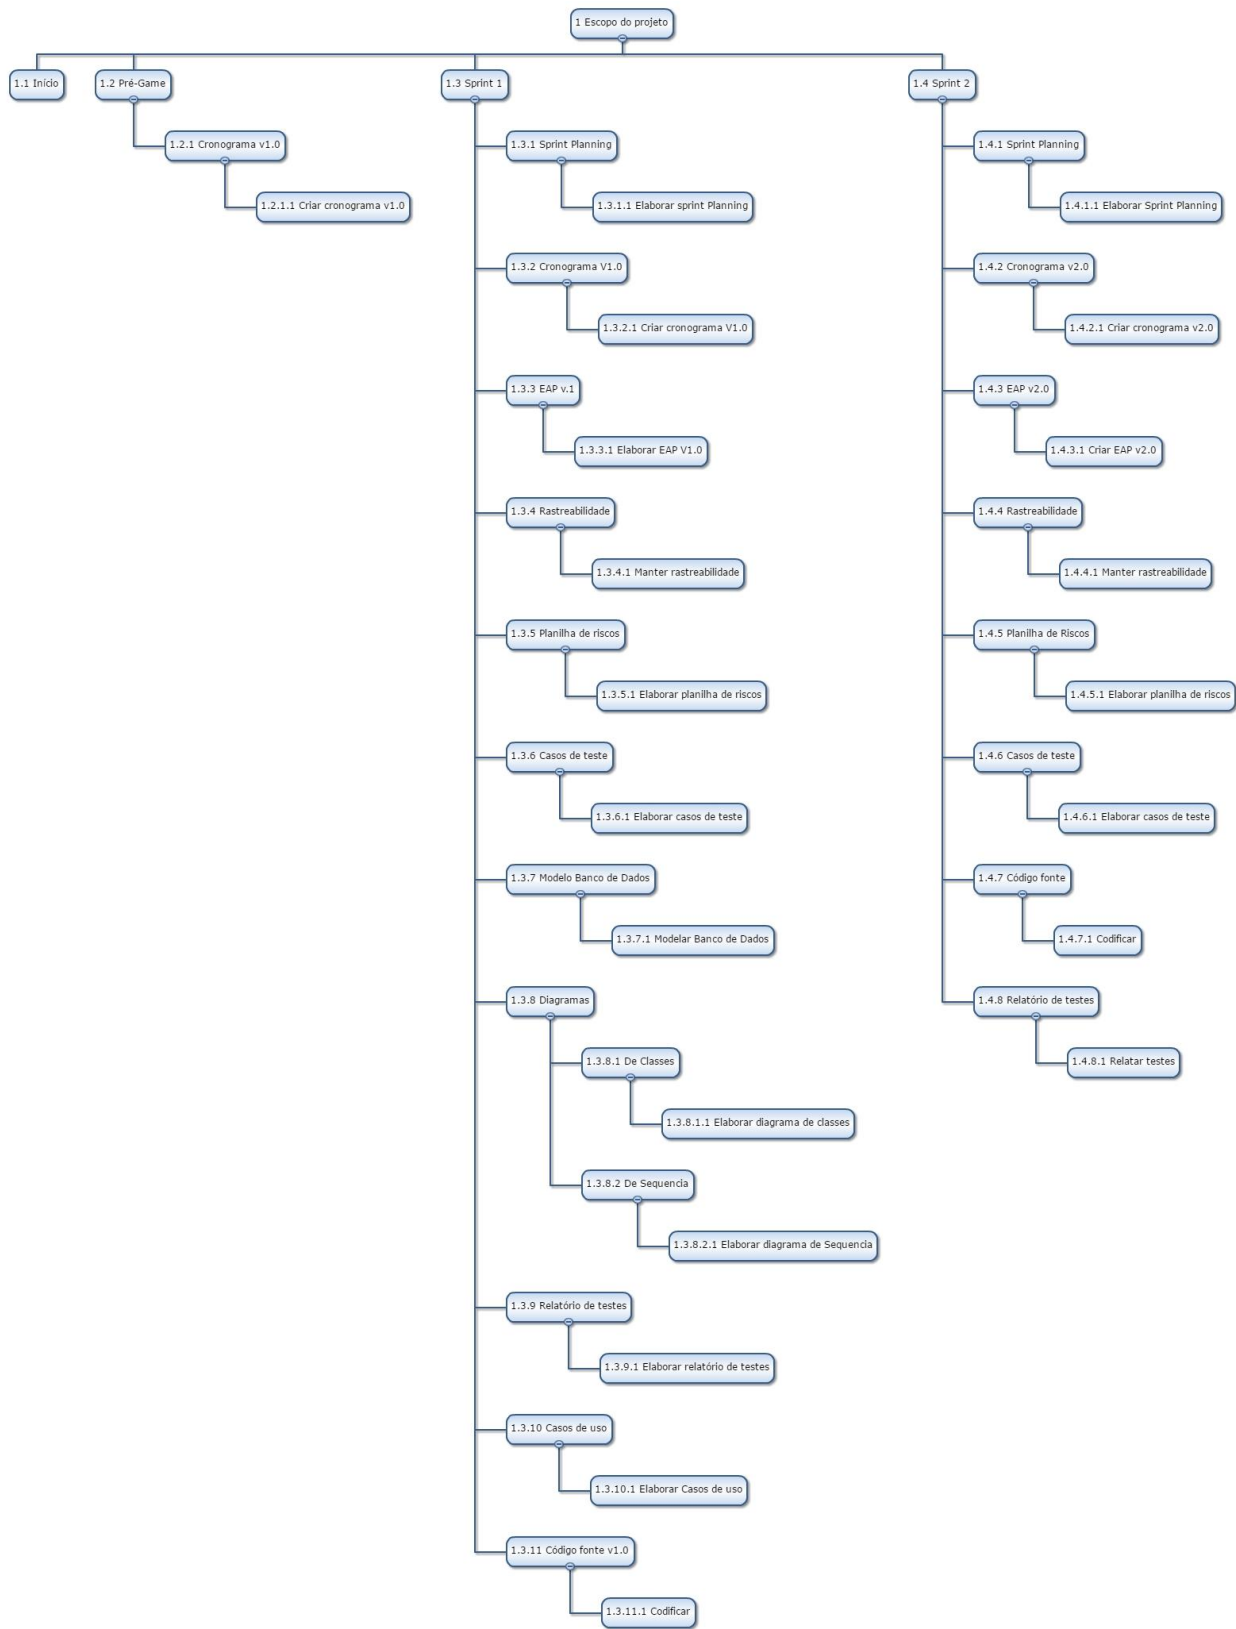 1 Escopo do projeto
1.1 Início
1.2 Pré-Game
1.2.1 Cronograma v1.0
1.2.1.1 Criar cronograma v1.0
1.3 Sprint 1
1.3.1 Sprint Planning
1.3.1.1 Elaborar sprint Planning
1.3.2 Cronograma V1.0
1.3.2.1 Criar cronograma V1.0
1.3.3 EAP v.1
1.3.3.1 Elaborar EAP V1.0
1.3.4 Rastreabilidade
1.3.4.1 Manter rastreabilidade
1.3.5 Planilha de riscos
1.3.5.1 Elaborar planilha de riscos
1.3.6 Casos de teste
1.3.6.1 Elaborar casos de teste
1.3.7 Modelo Banco de Dados
1.3.7.1 Modelar Banco de Dados
1.3.8 Diagramas
1.3.8.1 De Classes
1.3.8.1.1 Elaborar diagrama de classes
1.3.8.2 De Sequencia
1.3.8.2.1 Elaborar diagrama de Sequencia
1.3.9 Relatório de testes
1.3.9.1 Elaborar relatório de testes
1.3.10 Casos de uso
1.3.10.1 Elaborar Casos de uso
1.3.11 Código fonte v1.0
1.3.11.1 Codificar
1.4 Sprint 2
1.4.1 Sprint Planning
1.4.1.1 Elaborar Sprint Planning
1.4.2 Cronograma v2.0
1.4.2.1 Criar cronograma v2.0
1.4.3 EAP v2.0
1.4.3.1 Criar EAP v2.0
1.4.4 Rastreabilidade
1.4.4.1 Manter rastreabilidade
1.4.5 Planilha de Riscos
1.4.5.1 Elaborar planilha de riscos
1.4.6 Casos de teste
1.4.6.1 Elaborar casos de teste
1.4.7 Código fonte
1.4.7.1 Codificar
1.4.8 Relatório de testes
1.4.8.1 Relatar testes